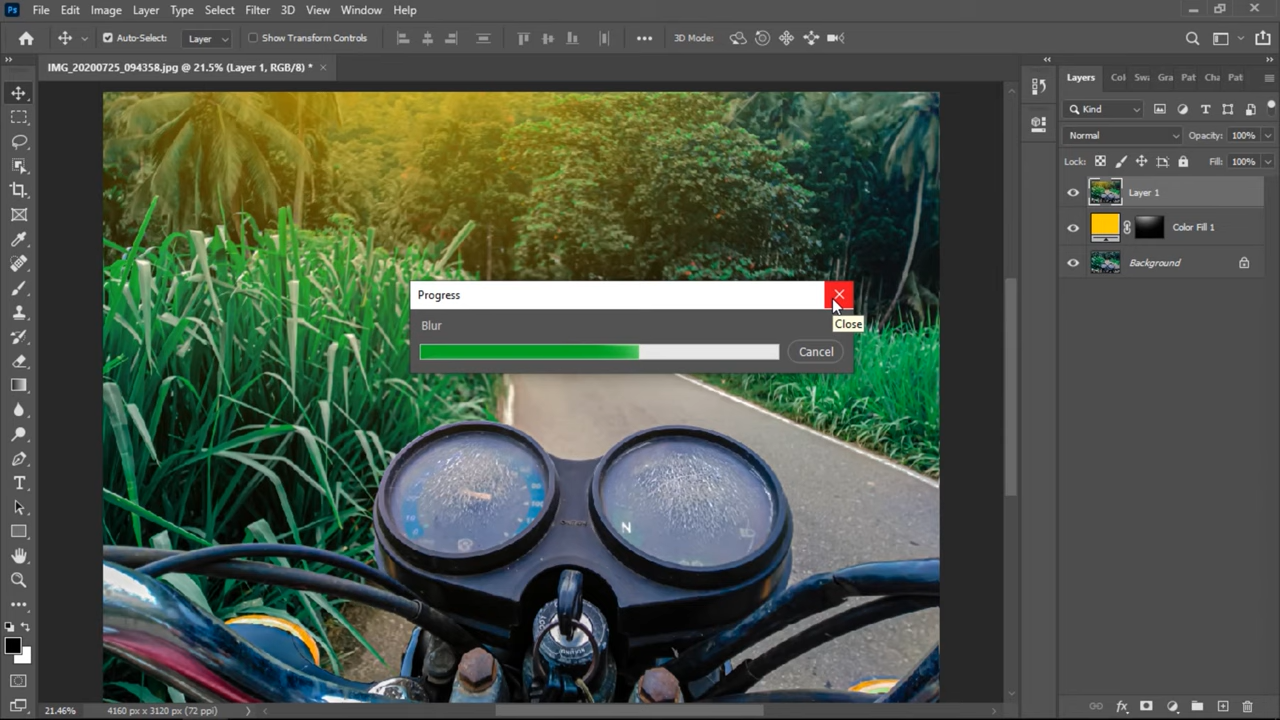 Ps File Edit Image Layer Type Select Filter 3D View Window Help
Auto-Select: Layer Show Transform Controls 3D Mode:
IMG_20200725_094358.jpg @ 21.5% (Layer 1, RGB/8) *
Layers Col Swa Gra Pat Cha Pat
Kind
Normal Opacity: 100%
Lock: Fill: 100%
Layer 1
Color Fill 1
Background
Progress
Close
Blur
Cancel
N
21.46% 4160 px x 3120 px (72 ppi)
fx